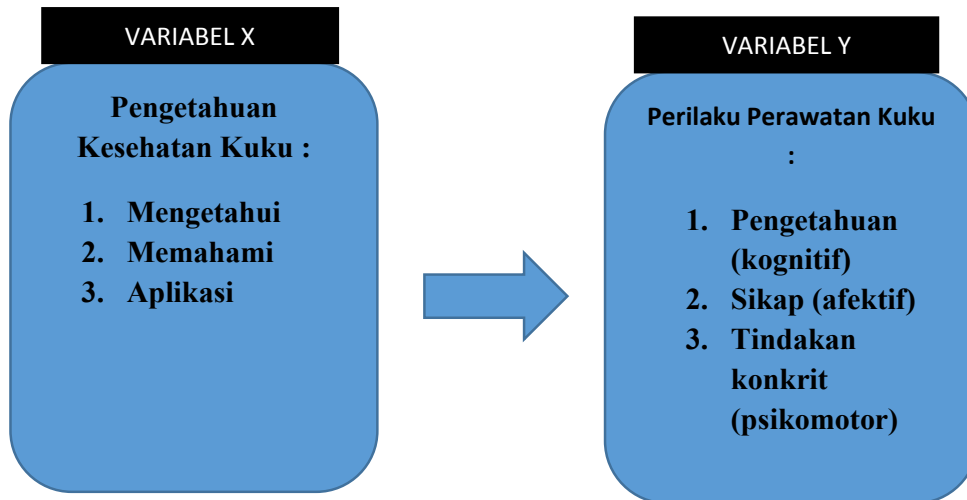 VARIABEL X
Pengetahuan
Kesehatan Kuku :
1. Mengetahui
2. Memahami
3. Aplikasi
VARIABEL Y
Perilaku Perawatan Kuku
:
1. Pengetahuan
(kognitif)
2. Sikap (afektif)
3. Tindakan
konkrit
(psikomotor)